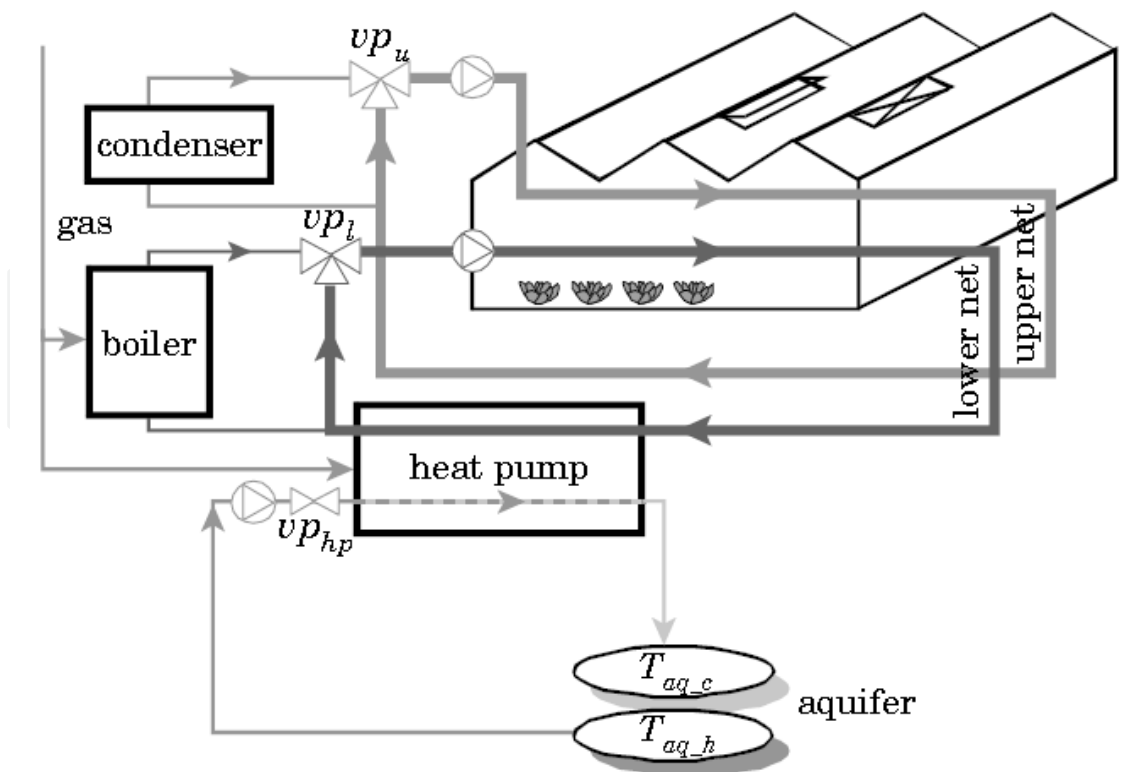 vp_u
condenser
gas
vp_l
boiler
lower net
upper net
heat pump
vp_hp
T_aq_c
aquifer
T_aq_h